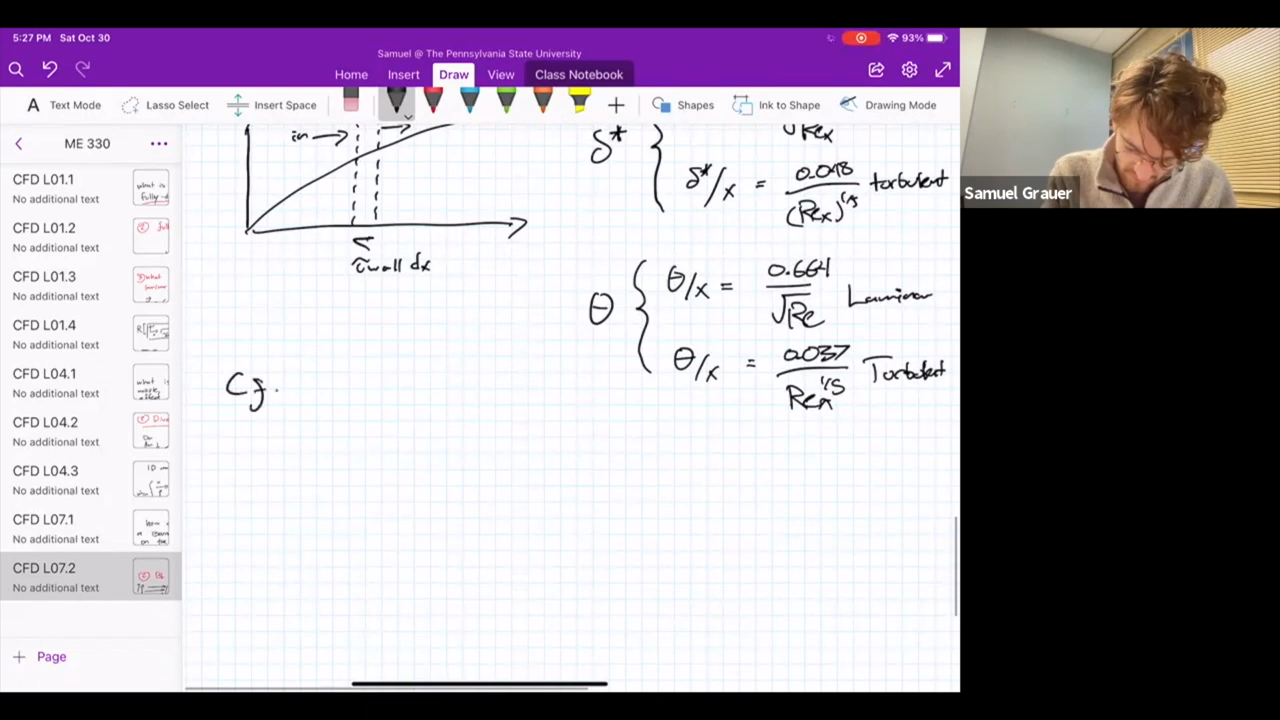 5:27 PM Sat Oct 30
93%
Samuel @ The Pennsylvania State University
Home Insert Draw View Class Notebook
A Text Mode Lasso Select Insert Space + Shapes Ink to Shape Drawing Mode
ME 330
CFD L01.1
No additional text
CFD L01.2
No additional text
CFD L01.3
No additional text
CFD L01.4
No additional text
CFD L04.1
No additional text
CFD L04.2
No additional text
CFD L04.3
No additional text
CFD L07.1
No additional text
CFD L07.2
No additional text
+ Page
in →
τwall dx
δ* {
√Rex
δ*/x = 0.048/(Rex)^1/5 turbulent
θ { θ/x = 0.664/√Re Laminar
θ/x = 0.037/Rex^1/5 Turbulent
Cf
Samuel Grauer